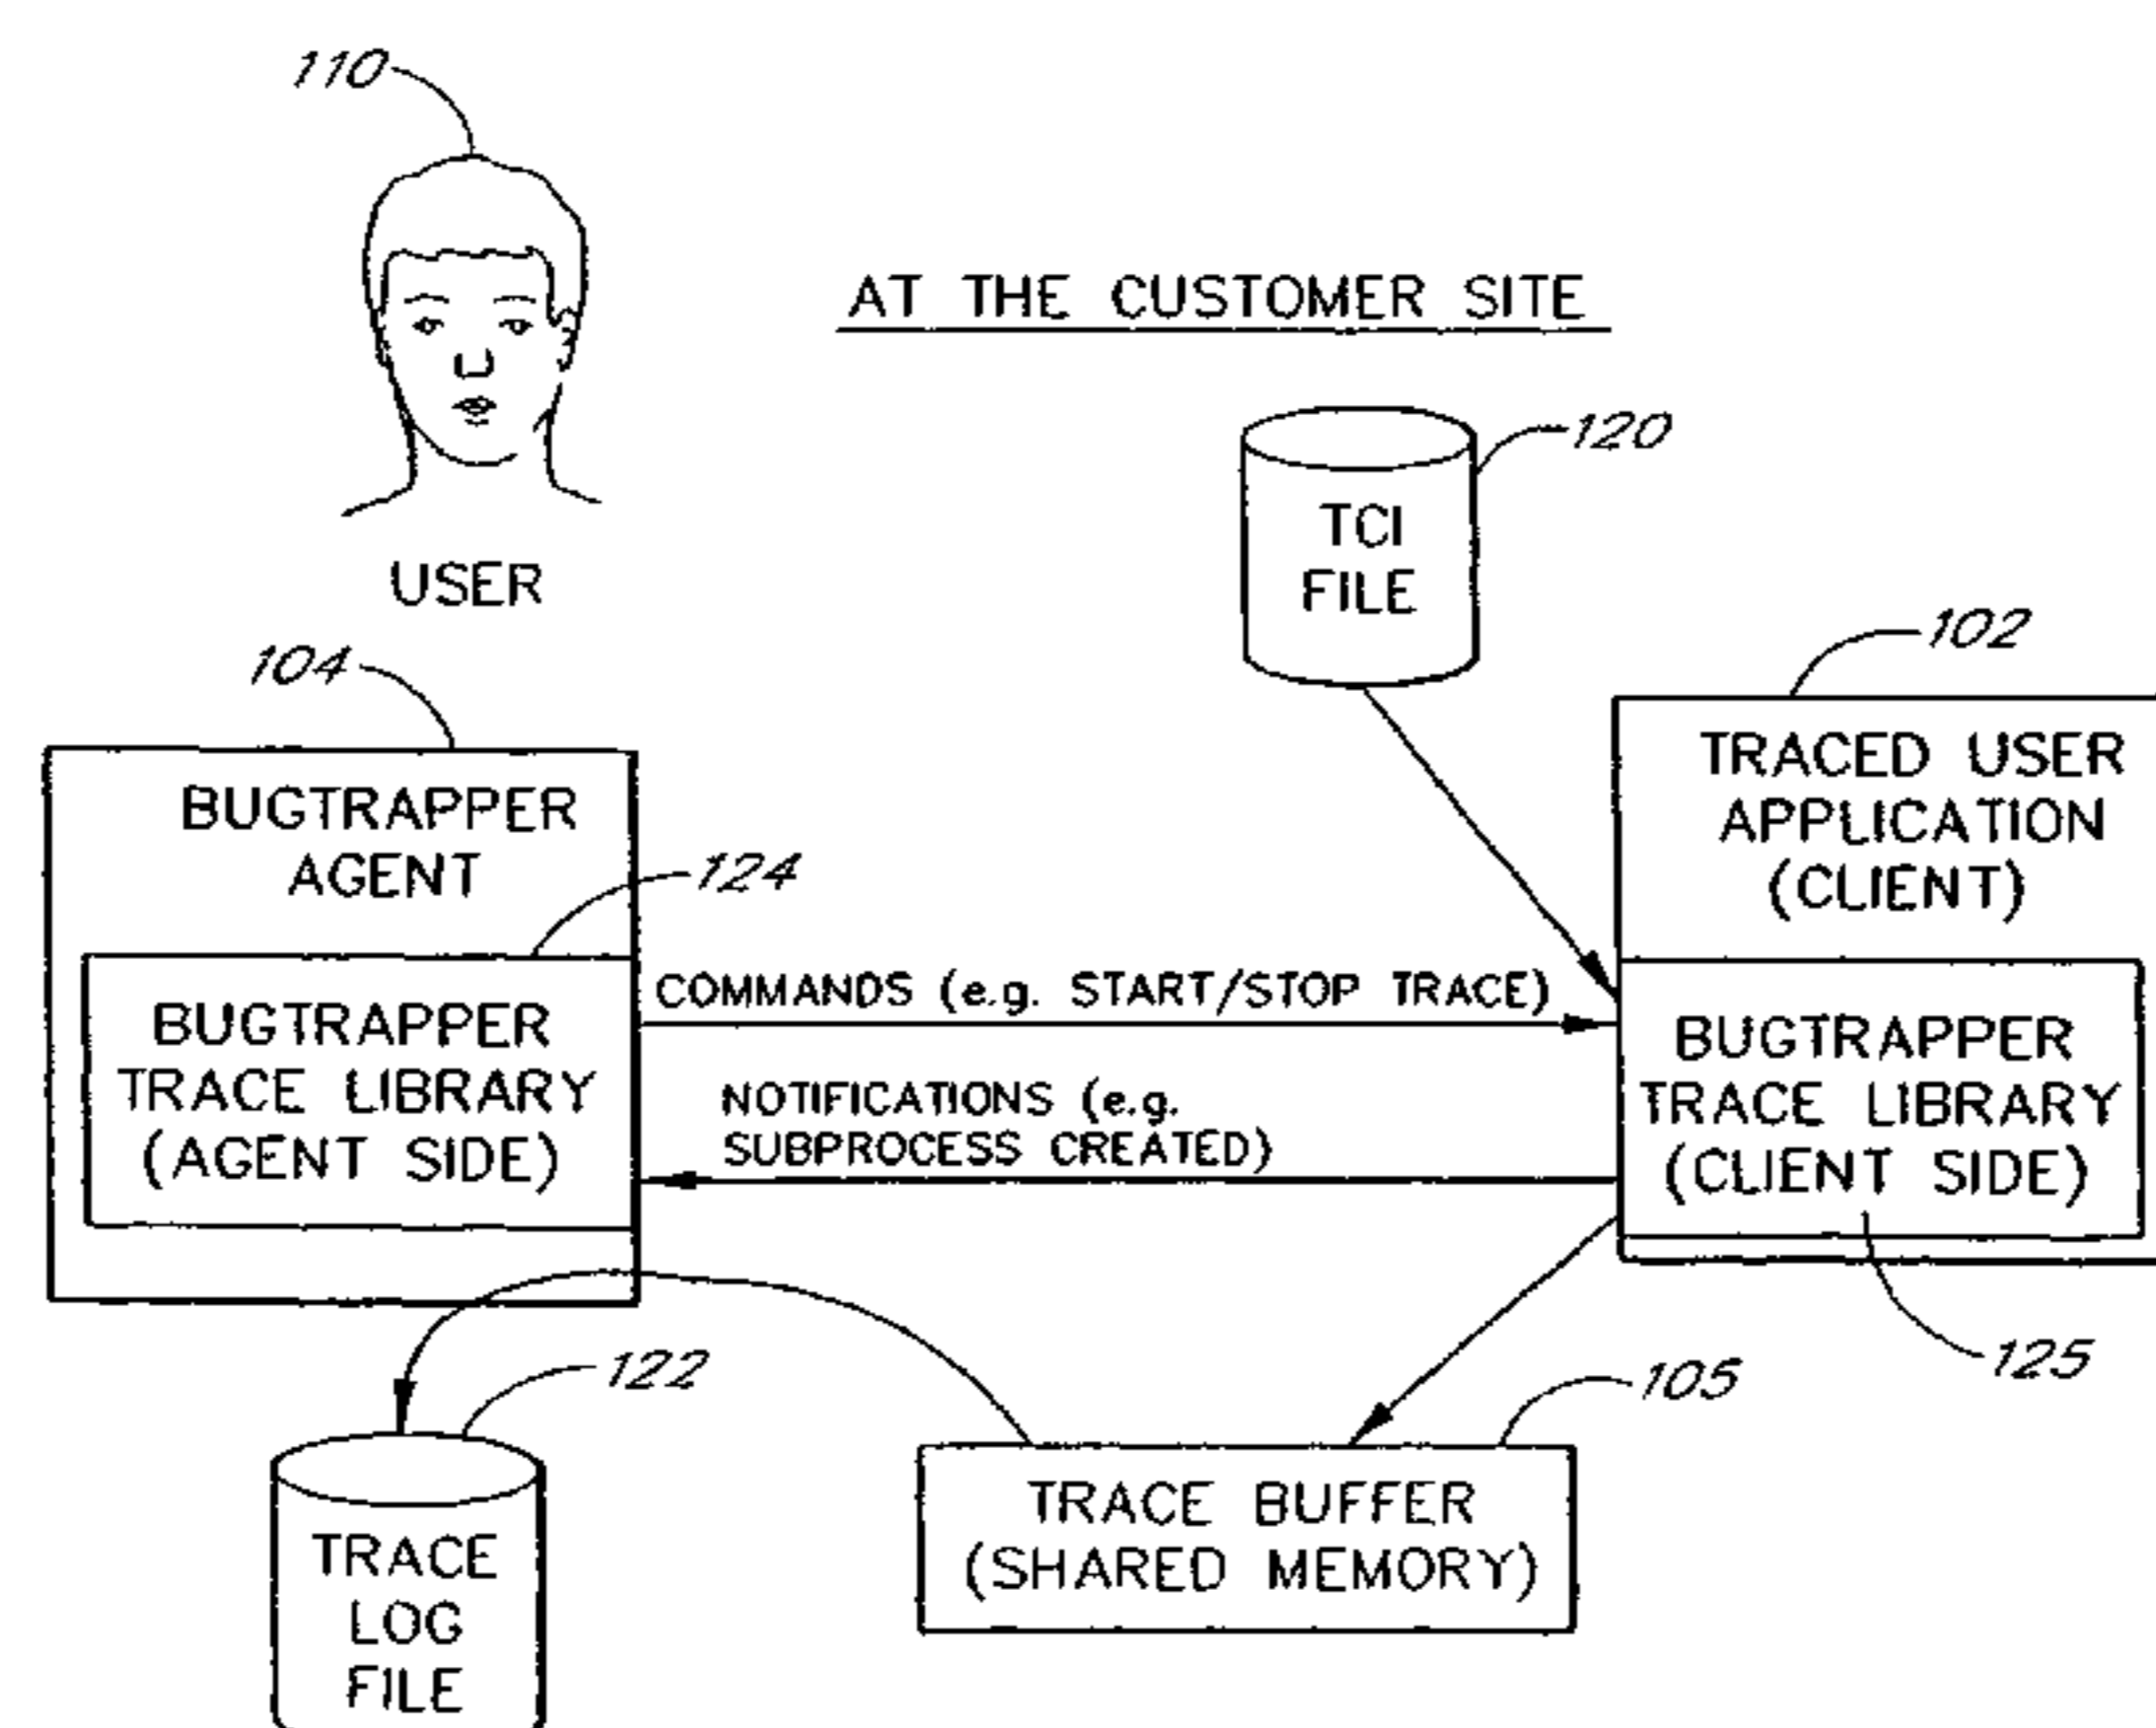 110
AT THE CUSTOMER SITE
120
TCI
FILE
USER
102
104
TRACED USER
APPLICATION
(CLIENT)
BUGTRAPPER
AGENT
124
COMMANDS (e.g. START/STOP TRACE)
BUGTRAPPER
TRACE LIBRARY
(AGENT SIDE)
NOTIFICATIONS (e.g.
SUBPROCESS CREATED)
BUGTRAPPER
TRACE LIBRARY
(CLIENT SIDE)
122
105
125
TRACE BUFFER
(SHARED MEMORY)
TRACE
LOG
FILE